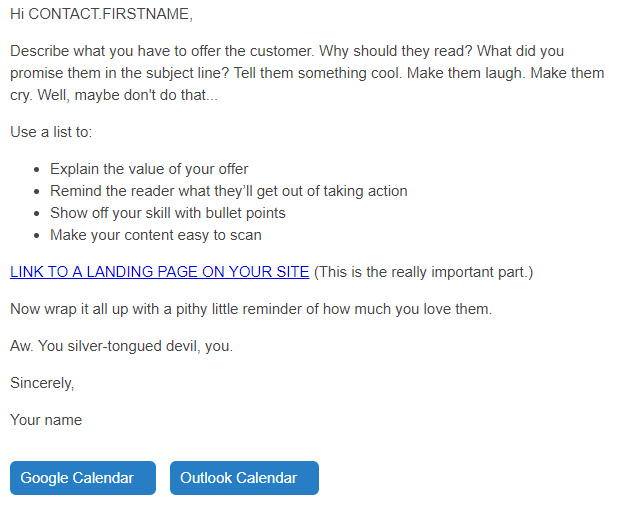 Hi CONTACT.FIRSTNAME,
Describe what you have to offer the customer. Why should they read? What did you
promise them in the subject line? Tell them something cool. Make them laugh. Make them
cry. Well, maybe don't do that...
Use a list to:
• Explain the value of your offer
• Remind the reader what they’ll get out of taking action
• Show off your skill with bullet points
• Make your content easy to scan
LINK TO A LANDING PAGE ON YOUR SITE (This is the really important part.)
Now wrap it all up with a pithy little reminder of how much you love them.
Aw. You silver-tongued devil, you.
Sincerely,
Your name
Google Calendar Outlook Calendar